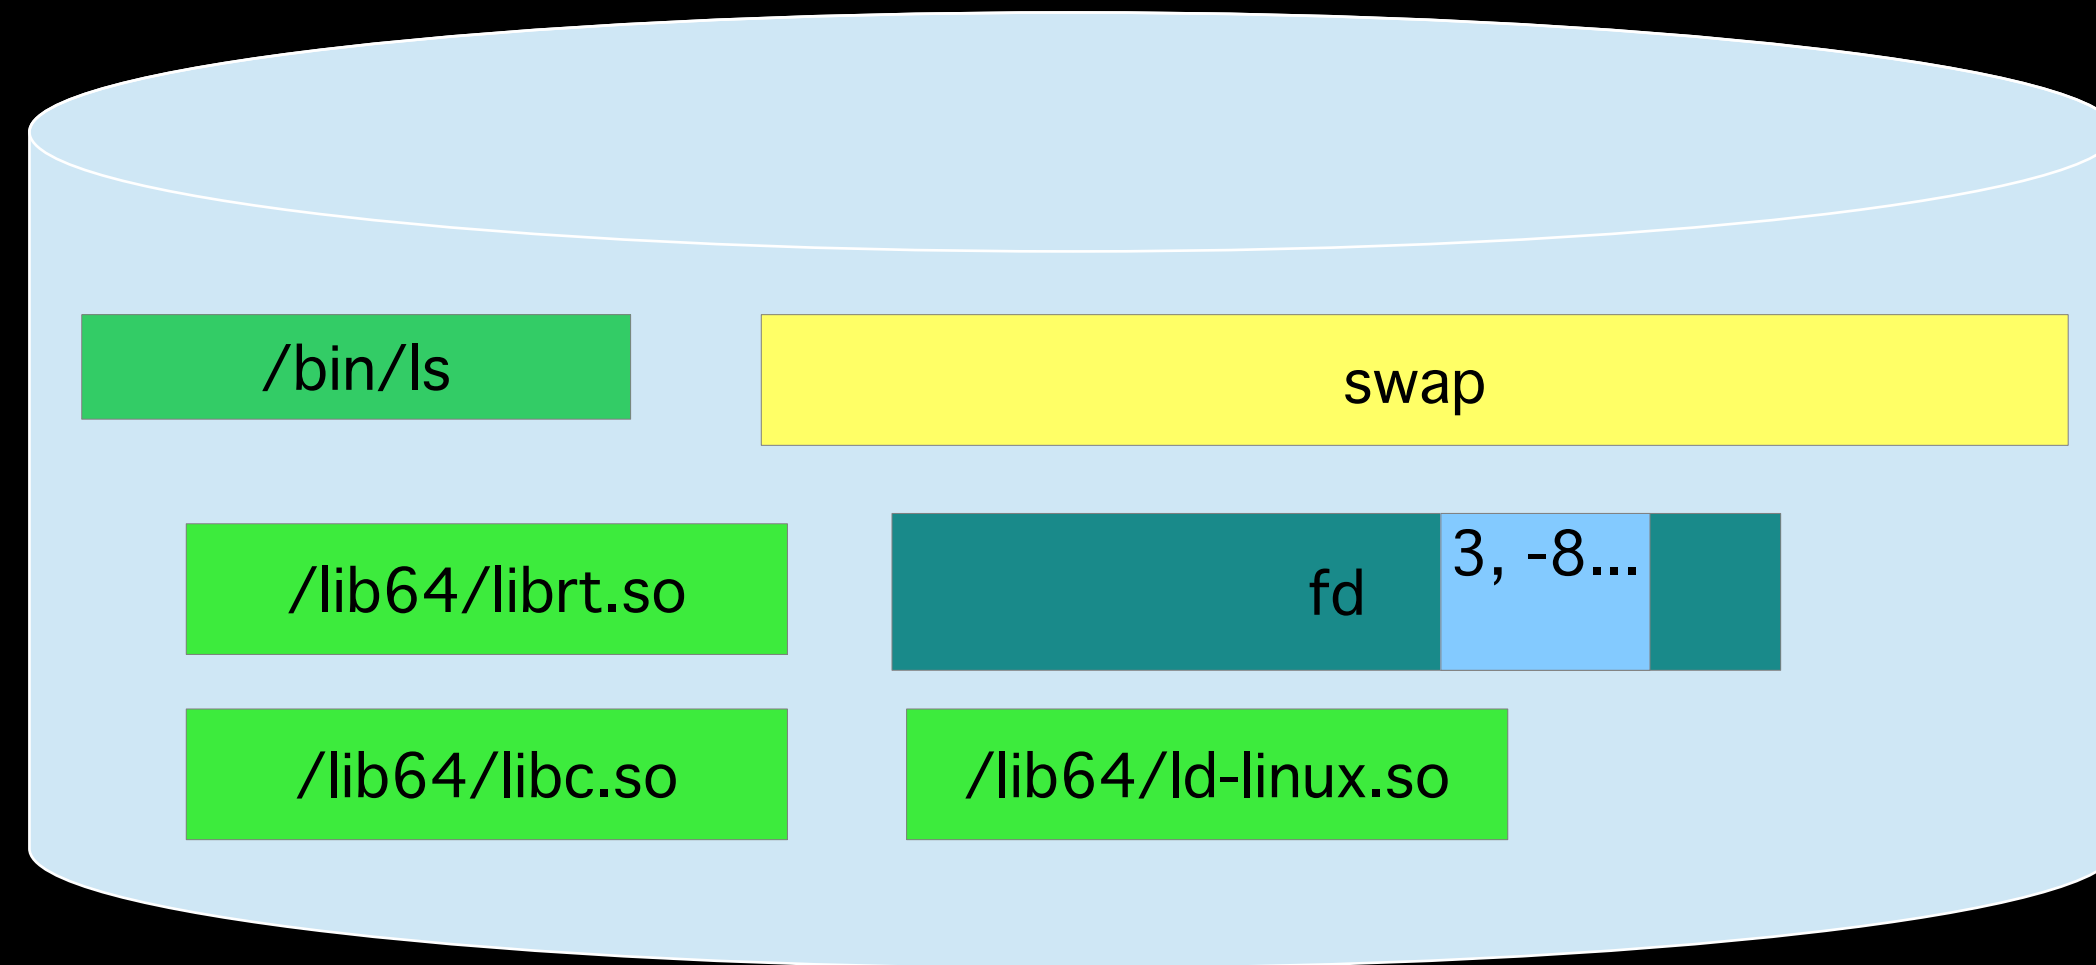 /bin/ls
swap
/lib64/librt.so
fd
3, -8...
/lib64/libc.so
/lib64/ld-linux.so